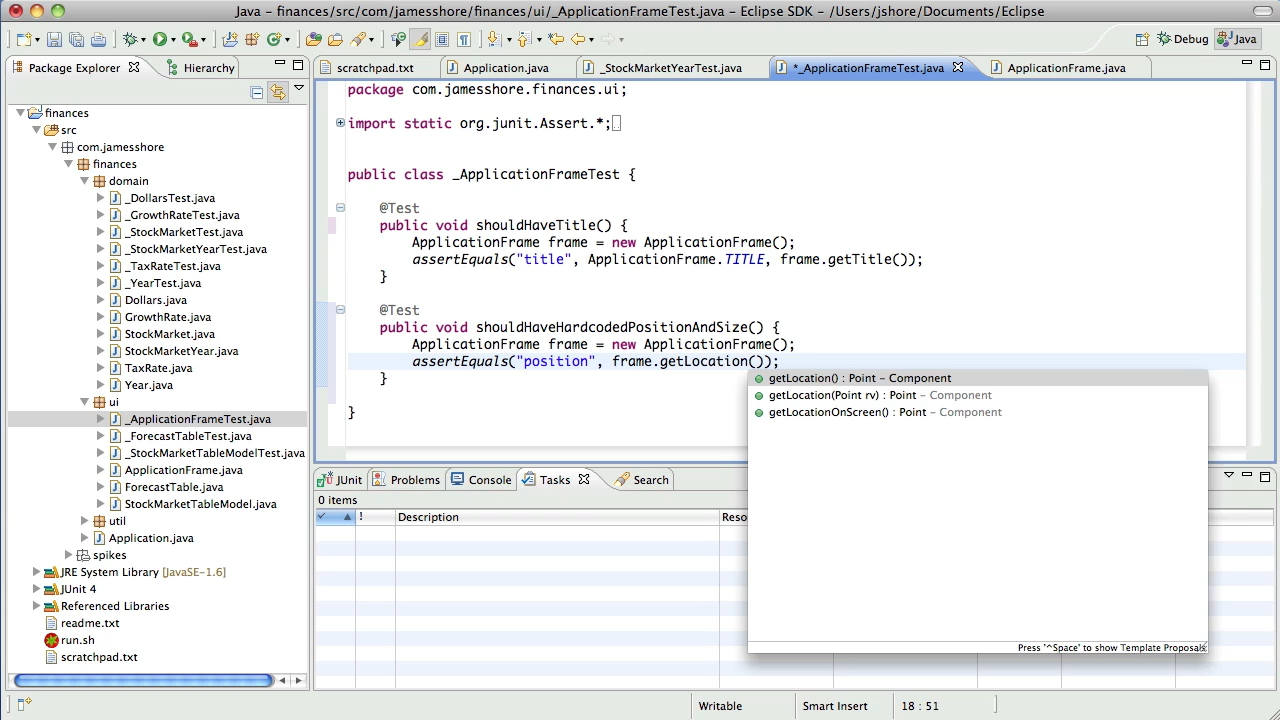 Java – finances/src/com/jamesshore/finances/ui/_ApplicationFrameTest.java – Eclipse SDK – /Users/jshore/Documents/Eclipse
Debug
Java
Package Explorer
Hierarchy
scratchpad.txt
Application.java
_StockMarketYearTest.java
*_ApplicationFrameTest.java
ApplicationFrame.java
finances
src
com.jamesshore
finances
domain
_DollarsTest.java
_GrowthRateTest.java
_StockMarketTest.java
_StockMarketYearTest.java
_TaxRateTest.java
_YearTest.java
Dollars.java
GrowthRate.java
StockMarket.java
StockMarketYear.java
TaxRate.java
Year.java
ui
_ApplicationFrameTest.java
_ForecastTableTest.java
_StockMarketTableModelTest.java
ApplicationFrame.java
ForecastTable.java
StockMarketTableModel.java
util
Application.java
spikes
JRE System Library [JavaSE-1.6]
JUnit 4
Referenced Libraries
readme.txt
run.sh
scratchpad.txt
package com.jamesshore.finances.ui;
import static org.junit.Assert.*;
public class _ApplicationFrameTest {
@Test
public void shouldHaveTitle() {
ApplicationFrame frame = new ApplicationFrame();
assertEquals("title", ApplicationFrame.TITLE, frame.getTitle());
}
@Test
public void shouldHaveHardcodedPositionAndSize() {
ApplicationFrame frame = new ApplicationFrame();
assertEquals("position", frame.getLocation());
}
}
getLocation() : Point – Component
getLocation(Point rv) : Point – Component
getLocationOnScreen() : Point – Component
Press '^Space' to show Template Proposals
JUnit
Problems
Console
Tasks
Search
0 items
! Description Reso
Writable
Smart Insert
18 : 51